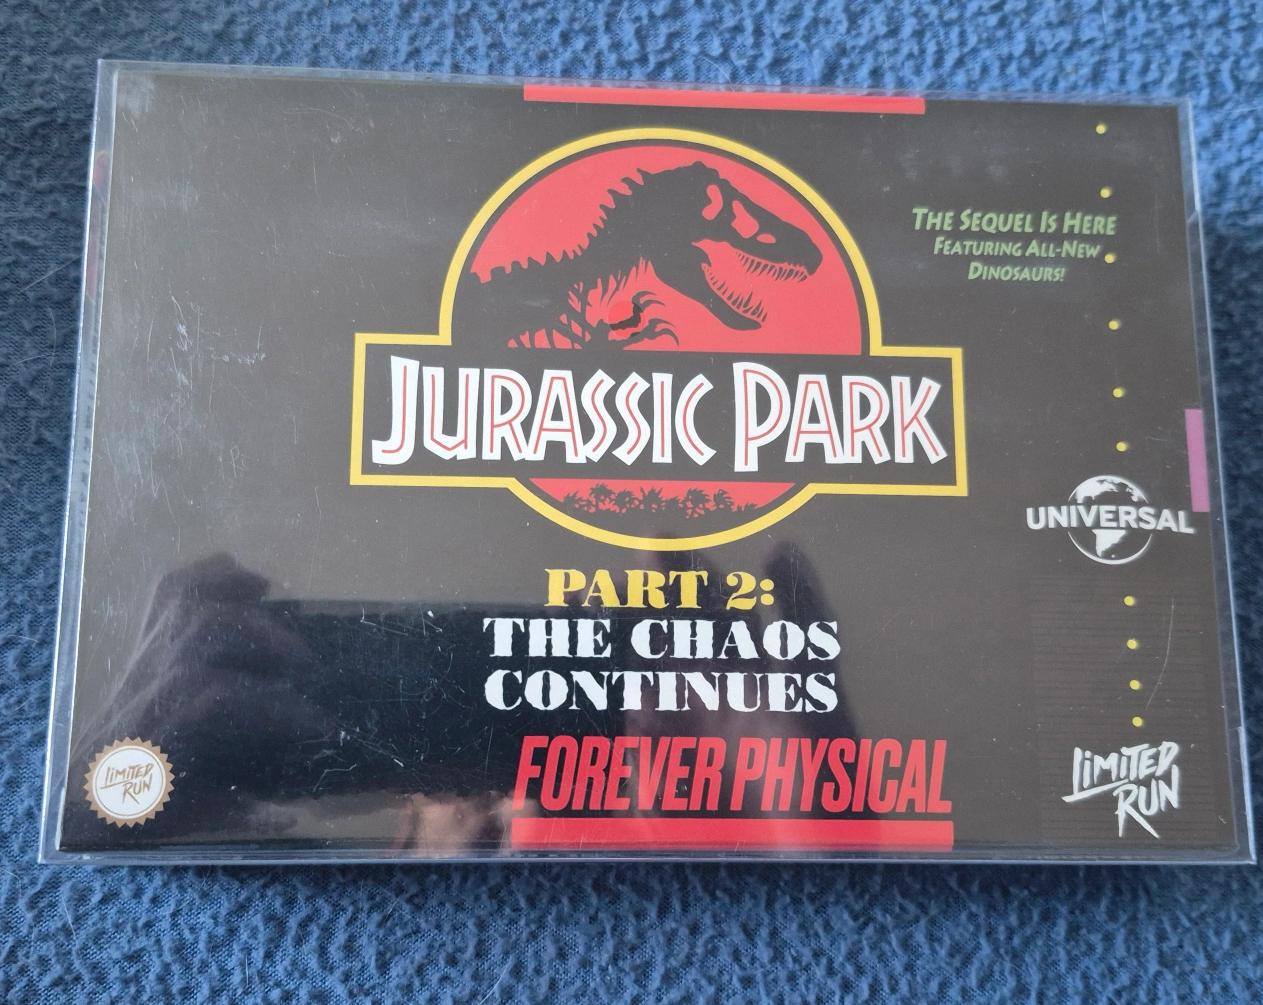 THE SEQUEL IS HERE
FEATURING ALL-NEW
DINOSAURS!
JURASSIC PARK
UNIVERSAL
PART 2:
THE CHAOS
CONTINUES
FOREVER PHYSICAL
LIMITED
RUN
LIMITED
RUN